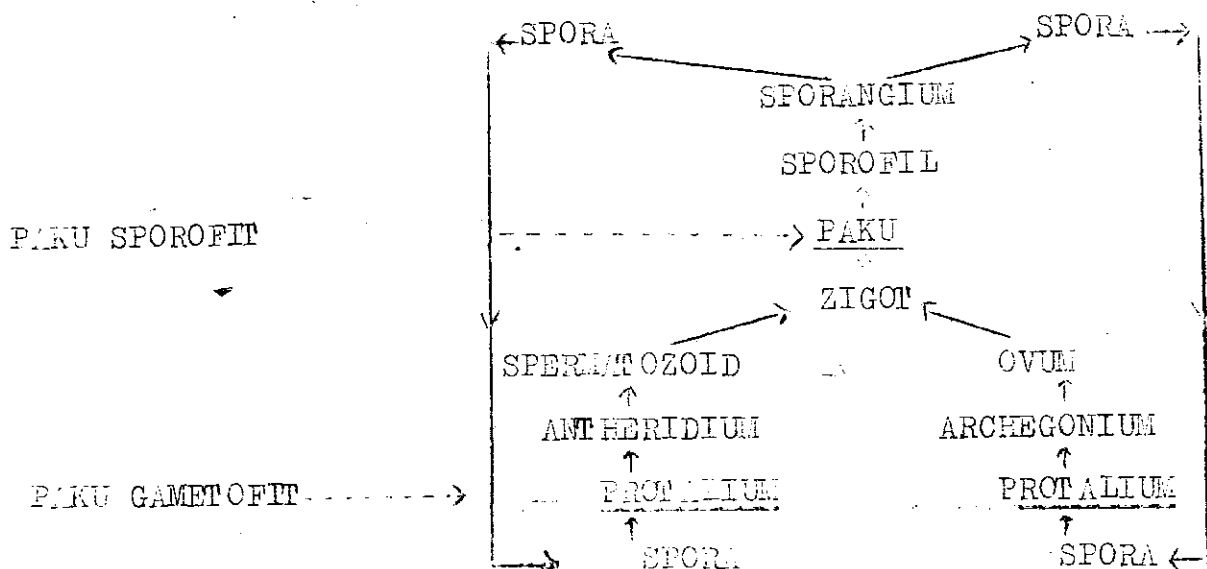 SPORA SPORA
SPORANGIUM
SPOROFIL
PAKU SPOROFIT PAKU
ZIGOT
SPERMATOZOID OVUM
ANTHERIDIUM ARCHEGONIUM
PAKU GAMETOFIT PROTALIUM PROTALIUM
SPORA SPORA